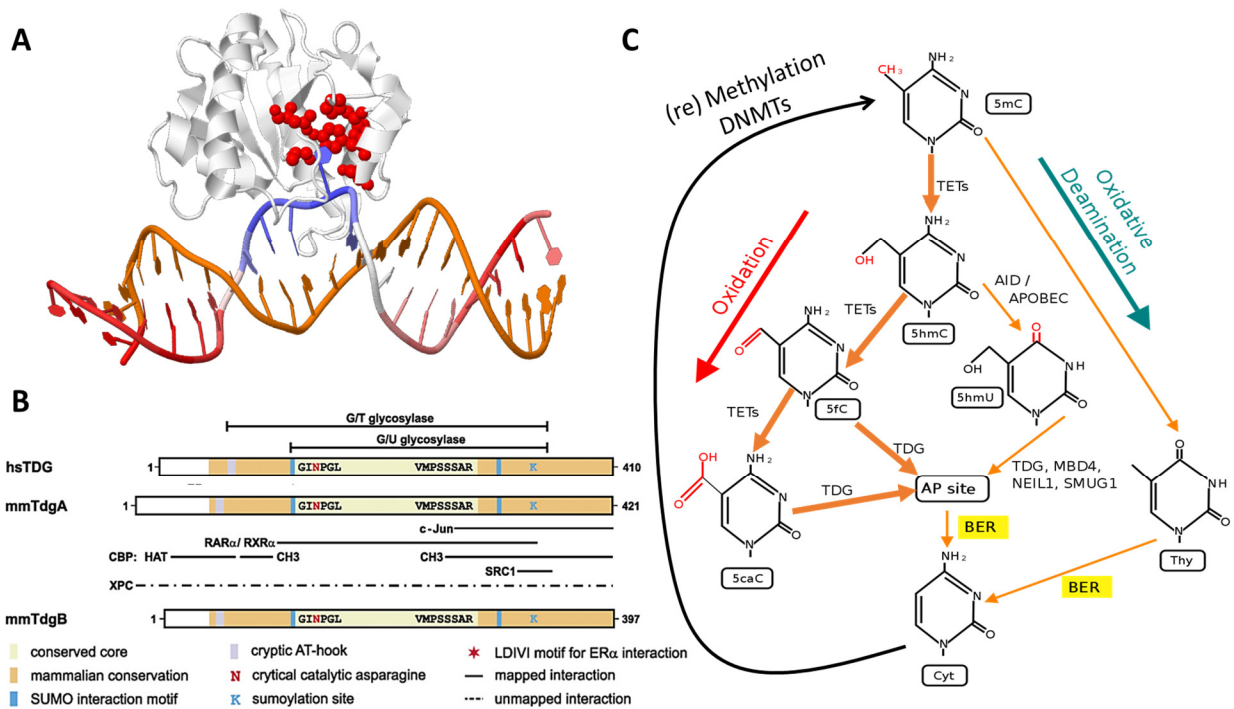 A
B
G/T glycosylase
G/U glycosylase
hsTDG
1
GINPGL
VMPSSSAR
K
410
mmTdgA
1
GINPGL
VMPSSSAR
K
421
c-Jun
RARα/ RXRα
CBP: HAT
CH3
CH3
SRC1
XPC
mmTdgB
1
GINPGL
VMPSSSAR
K
397
conserved core
mammalian conservation
SUMO interaction motif
cryptic AT-hook
N crytical catalytic asparagine
K sumoylation site
LDIVI motif for ERα interaction
mapped interaction
unmapped interaction
C
(re) Methylation
DNMTs
CH3
NH2
N
O
N
5mC
TETs
Oxidative
Deamination
Oxidation
NH2
OH
N
O
N
5hmC
AID /
APOBEC
TETs
NH2
O
N
O
N
5fC
O
OH
NH
O
N
5hmU
TETs
TDG
TDG, MBD4,
NEIL1, SMUG1
OH
O
NH2
N
O
N
5caC
TDG
AP site
BER
O
NH
O
N
Thy
BER
NH2
N
O
N
Cyt